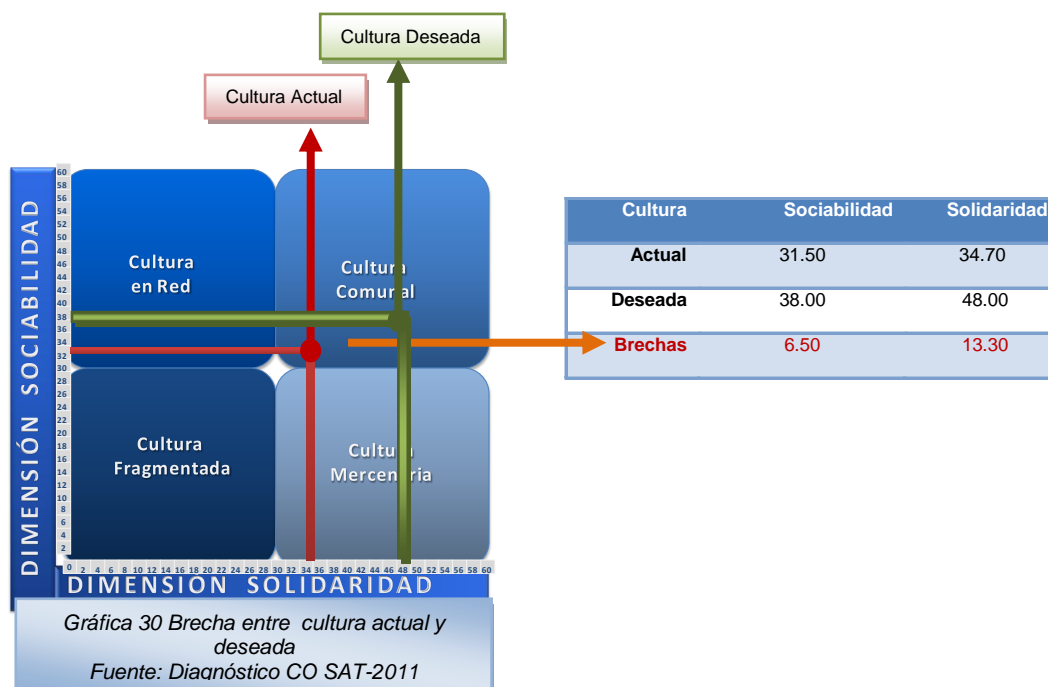 Cultura Deseada
Cultura Actual
DIMENSIÓN SOCIABILIDAD
60
58
56
54
52
50
48
46
44
42
40
38
36
34
32
30
28
26
24
22
20
18
16
14
12
10
8
6
4
2
Cultura
en Red
Cultura
Comunal
Cultura
Fragmentada
Cultura
Mercenaria
0 2 4 6 8 10 12 14 16 18 20 22 24 26 28 30 32 34 36 38 40 42 44 46 48 50 52 54 56 58 60
DIMENSIÓN SOLIDARIDAD
Gráfica 30 Brecha entre cultura actual y
deseada
Fuente: Diagnóstico CO SAT-2011
Cultura Sociabilidad Solidaridad
Actual 31.50 34.70
Deseada 38.00 48.00
Brechas 6.50 13.30